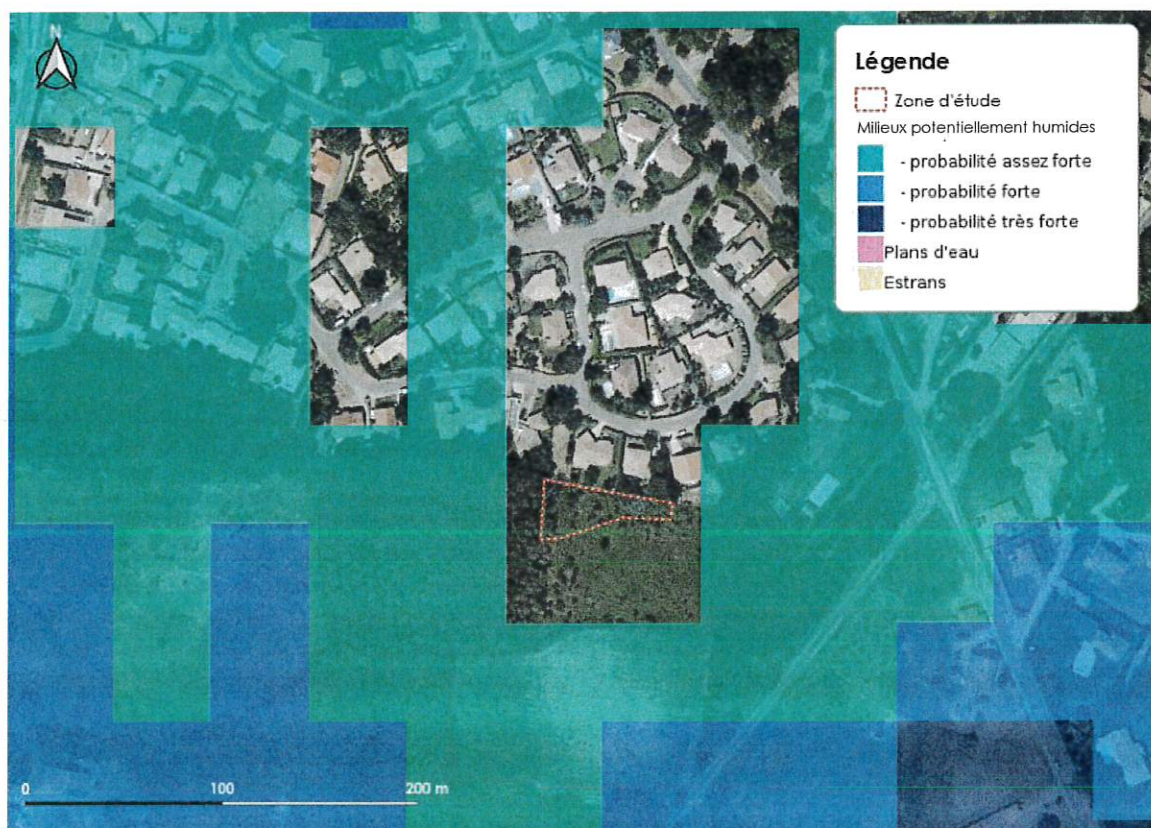 N
Légende
Zone d'étude
Milieux potentiellement humides
- probabilité assez forte
- probabilité forte
- probabilité très forte
Plans d'eau
Estrans
0 100 200 m